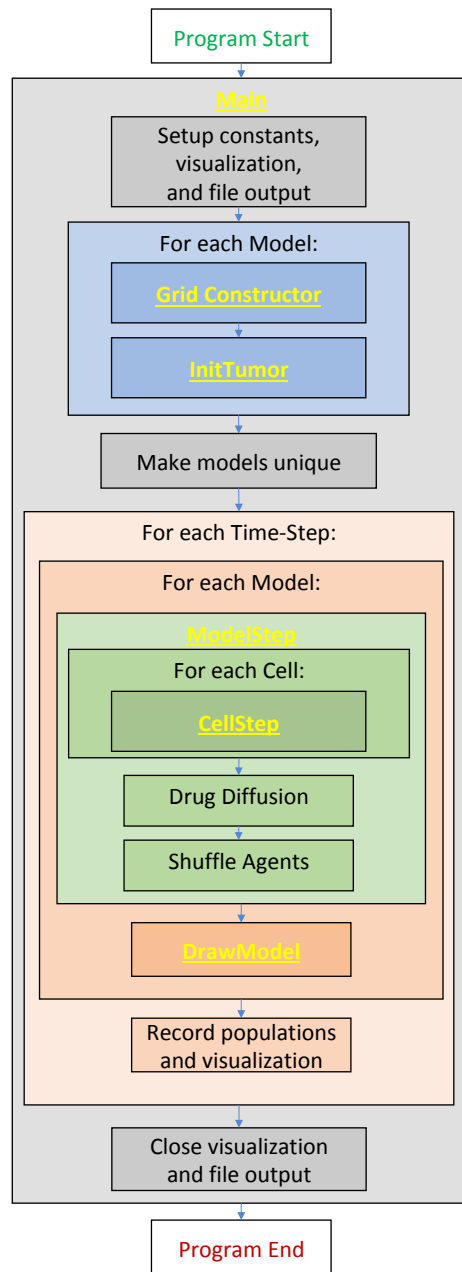 Program Start
Main
Setup constants,
visualization,
and file output
For each Model:
Grid Constructor
InitTumor
Make models unique
For each Time-Step:
For each Model:
ModelStep
For each Cell:
CellStep
Drug Diffusion
Shuffle Agents
DrawModel
Record populations
and visualization
Close visualization
and file output
Program End